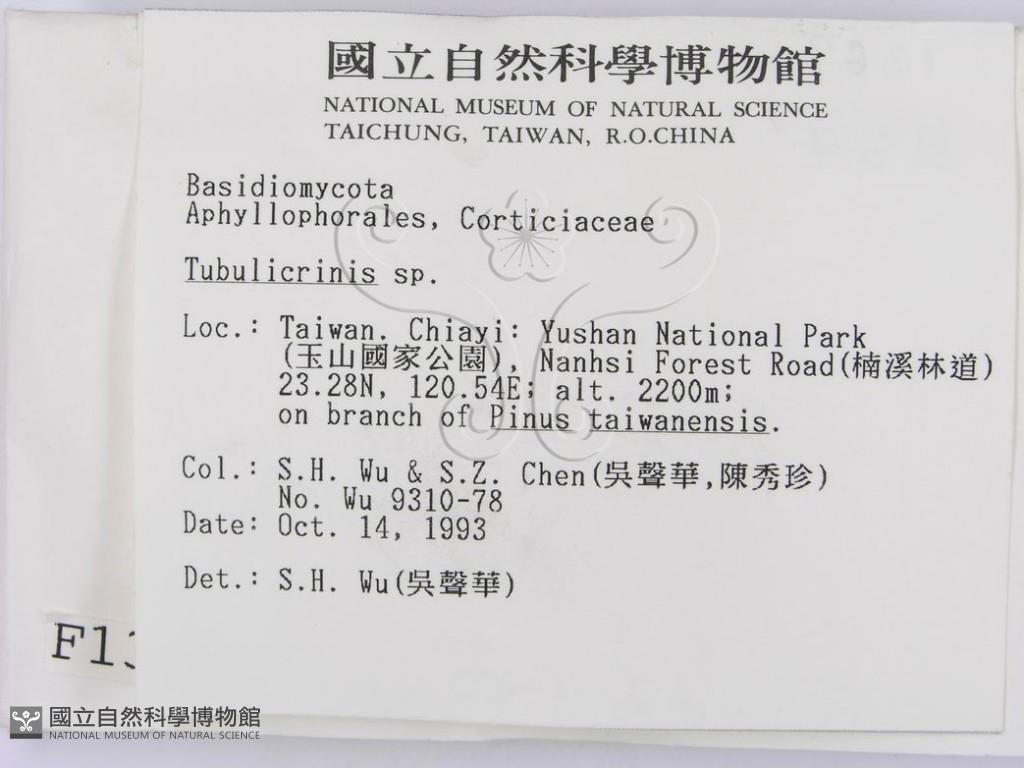 國立自然科學博物館
NATIONAL MUSEUM OF NATURAL SCIENCE
TAICHUNG, TAIWAN, R.O.CHINA
Basidiomycota
Aphyllophorales, Corticiaceae
Tubulicrinis sp.
Loc.: Taiwan. Chiayi: Yushan National Park
(玉山國家公園), Nanhsi Forest Road(楠溪林道)
23.28N, 120.54E; alt. 2200m;
on branch of Pinus taiwanensis.
Col.: S.H. Wu & S.Z. Chen(吳聲華,陳秀珍)
No. Wu 9310-78
Date: Oct. 14, 1993
Det.: S.H. Wu(吳聲華)
F13
國立自然科學博物館
NATIONAL MUSEUM OF NATURAL SCIENCE